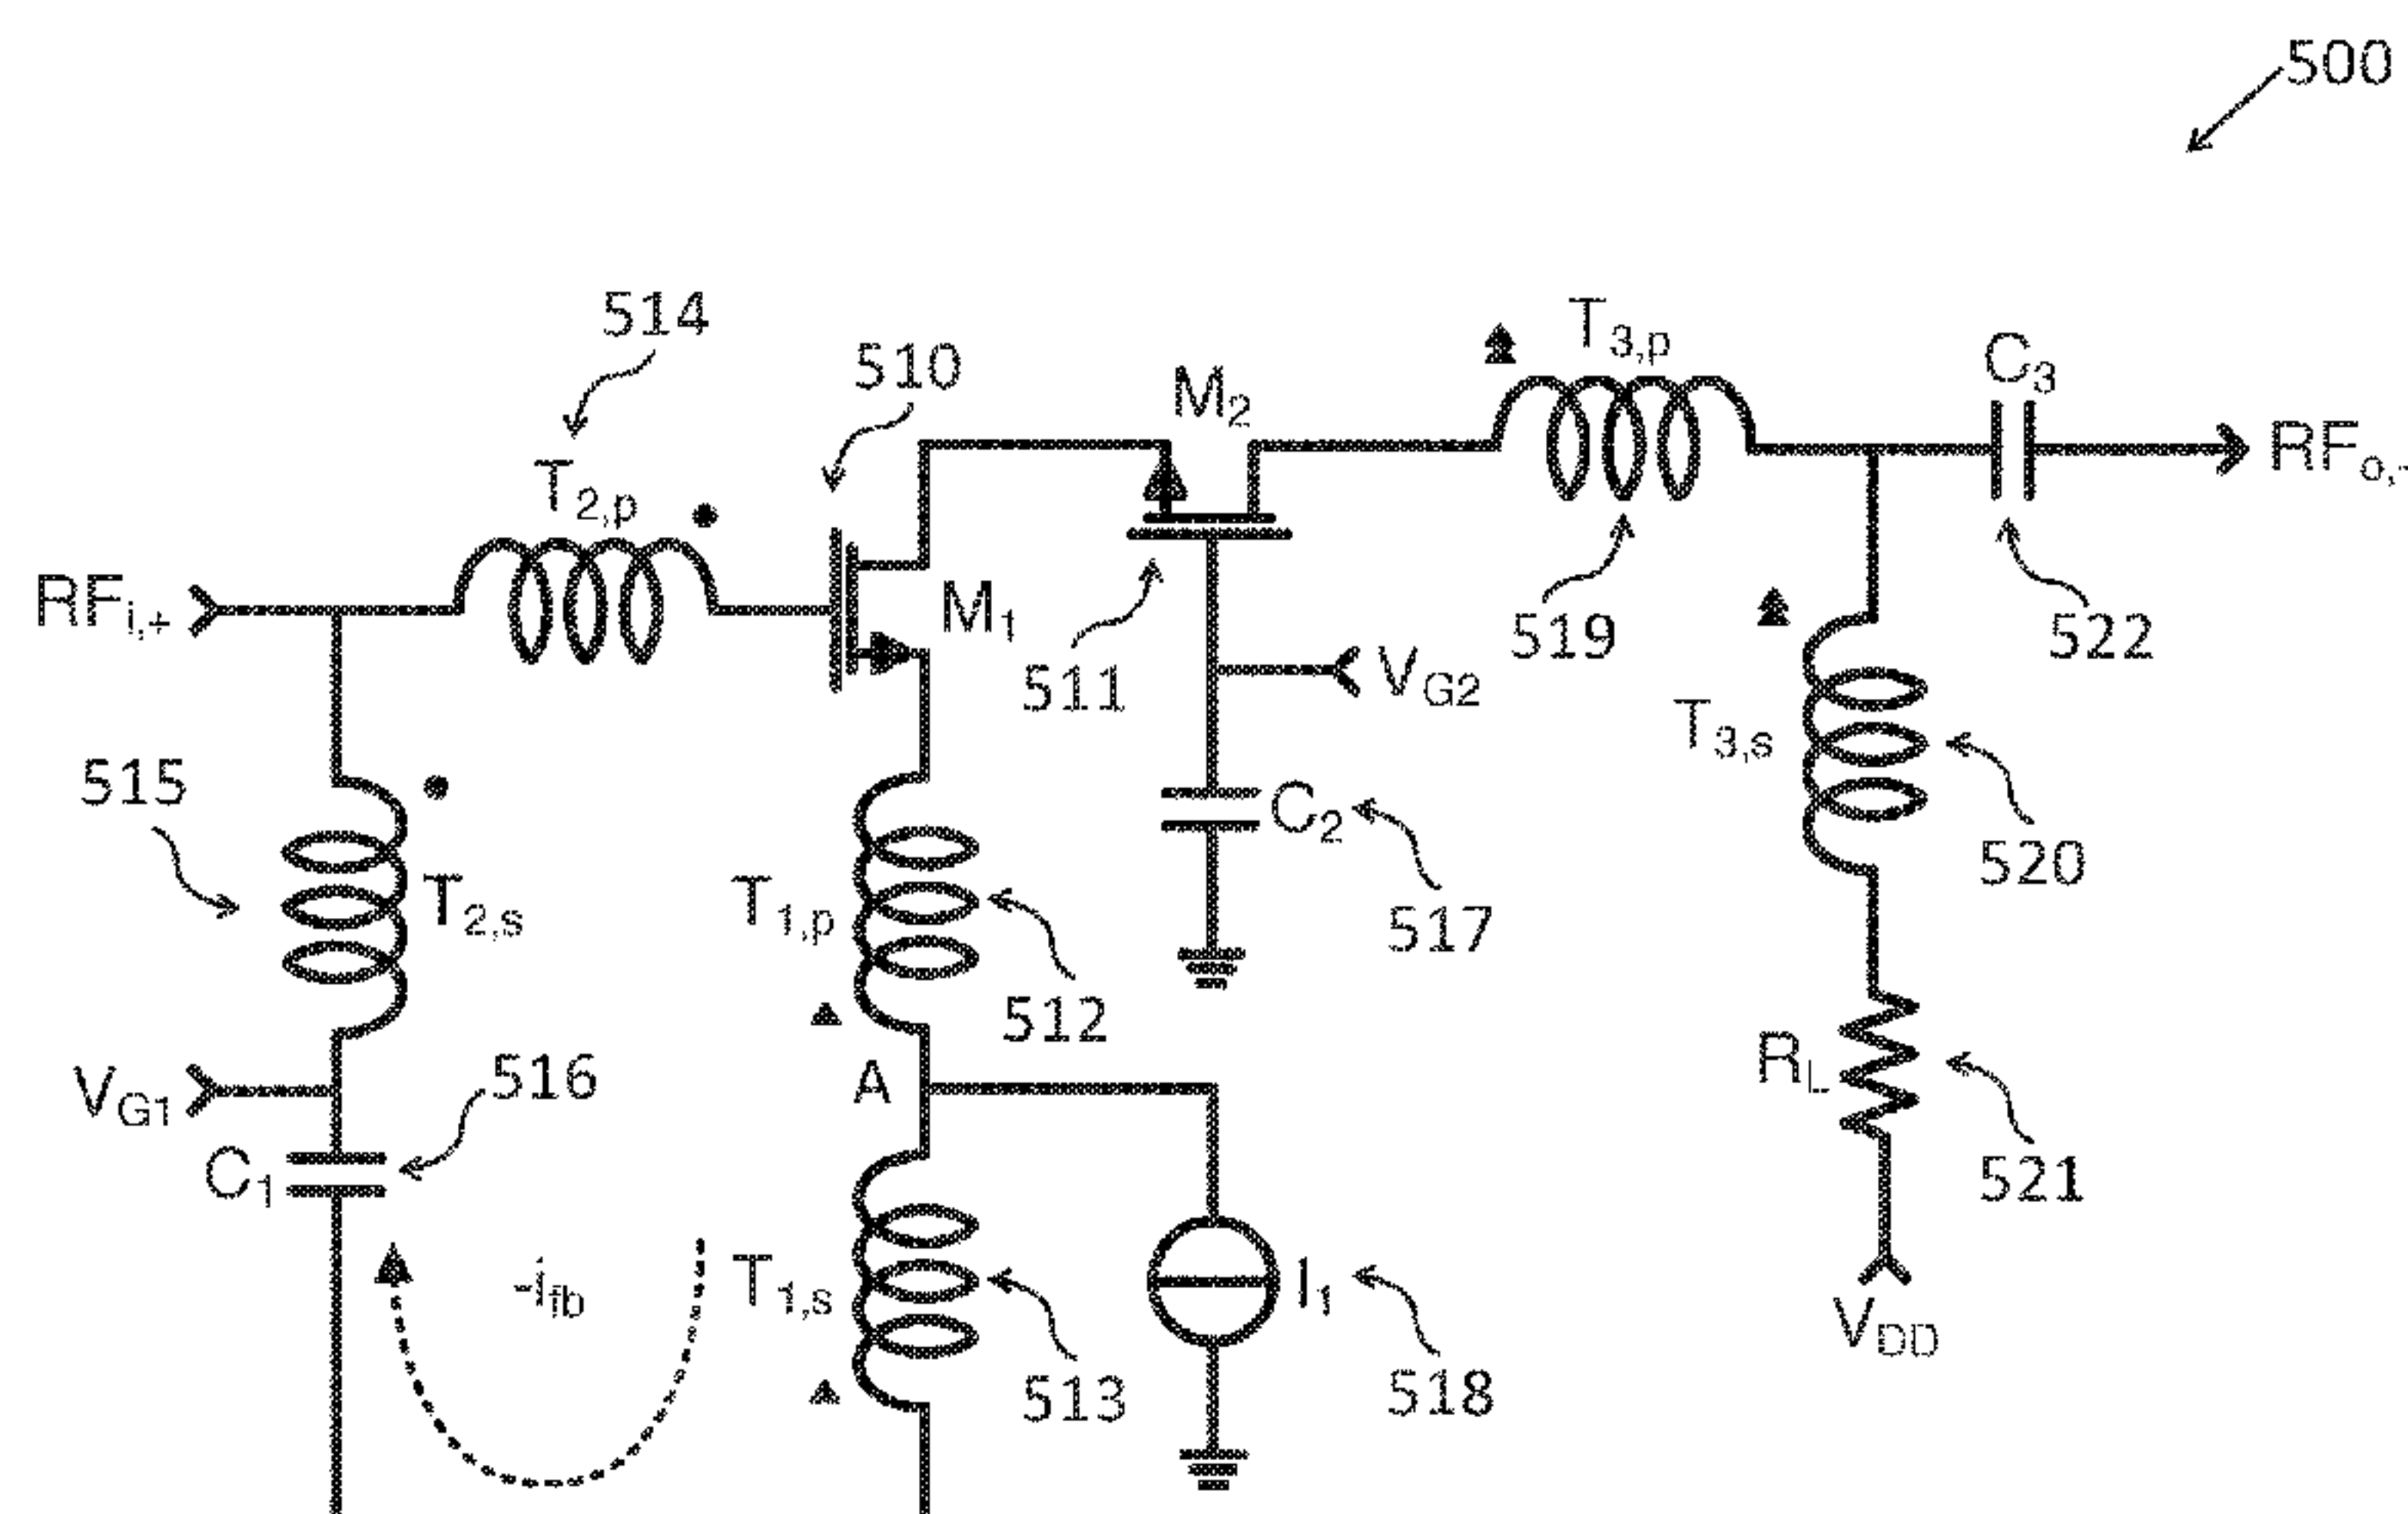 500
514
510
T3,p
C3
M2
T2,p
RFo,-
RFi,+
M1
519
522
511
VG2
T3,s
515
C2
520
T2,s
T1,p
517
512
RL
VG1
516
A
C1
521
-ifb
T1,s
I1
VDD
513
518